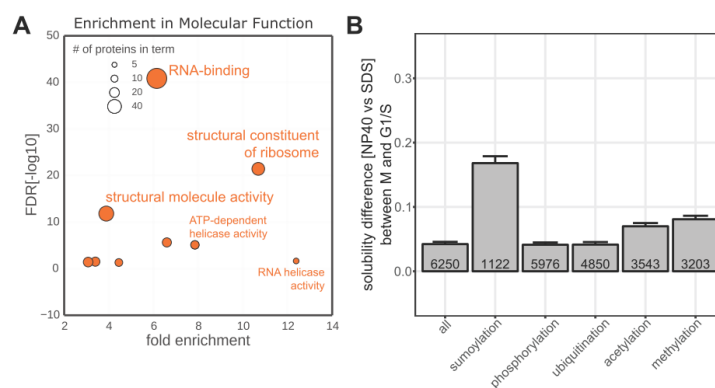 A
Enrichment in Molecular Function
# of proteins in term
5
10
20
40
RNA-binding
structural constituent
of ribosome
structural molecule activity
ATP-dependent
helicase activity
RNA helicase
activity
FDR[-log10]
50
40
30
20
10
0
−10
2
4
6
8
10
12
14
fold enrichment
B
solubility difference [NP40 vs SDS]
between M and G1/S
0.3
0.2
0.1
0.0
6250
1122
5976
4850
3543
3203
all
sumoylation
phosphorylation
ubiquitination
acetylation
methylation